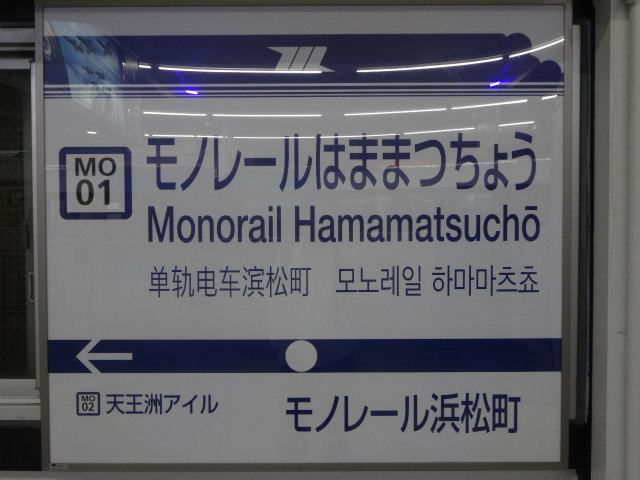 MO
01
モノレールはままつちょう
Monorail Hamamatsuchō
单轨电车滨松町 모노레일 하마마츠쵸
MO
02
天王洲アイル
モノレール浜松町